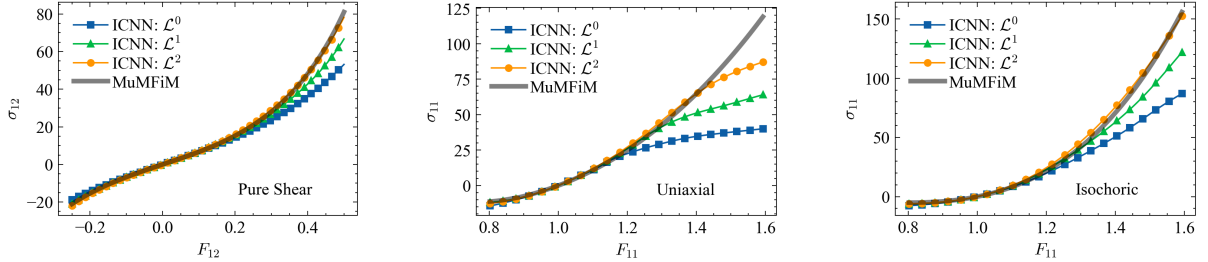 80
60
40
20
0
−20
σ₁₂
ICNN: 𝓛⁰
ICNN: 𝓛¹
ICNN: 𝓛²
MuMFiM
Pure Shear
−0.2
0.0
0.2
0.4
F₁₂
125
100
75
50
25
0
σ₁₁
ICNN: 𝓛⁰
ICNN: 𝓛¹
ICNN: 𝓛²
MuMFiM
Uniaxial
0.8
1.0
1.2
1.4
1.6
F₁₁
150
100
50
0
σ₁₁
ICNN: 𝓛⁰
ICNN: 𝓛¹
ICNN: 𝓛²
MuMFiM
Isochoric
0.8
1.0
1.2
1.4
1.6
F₁₁